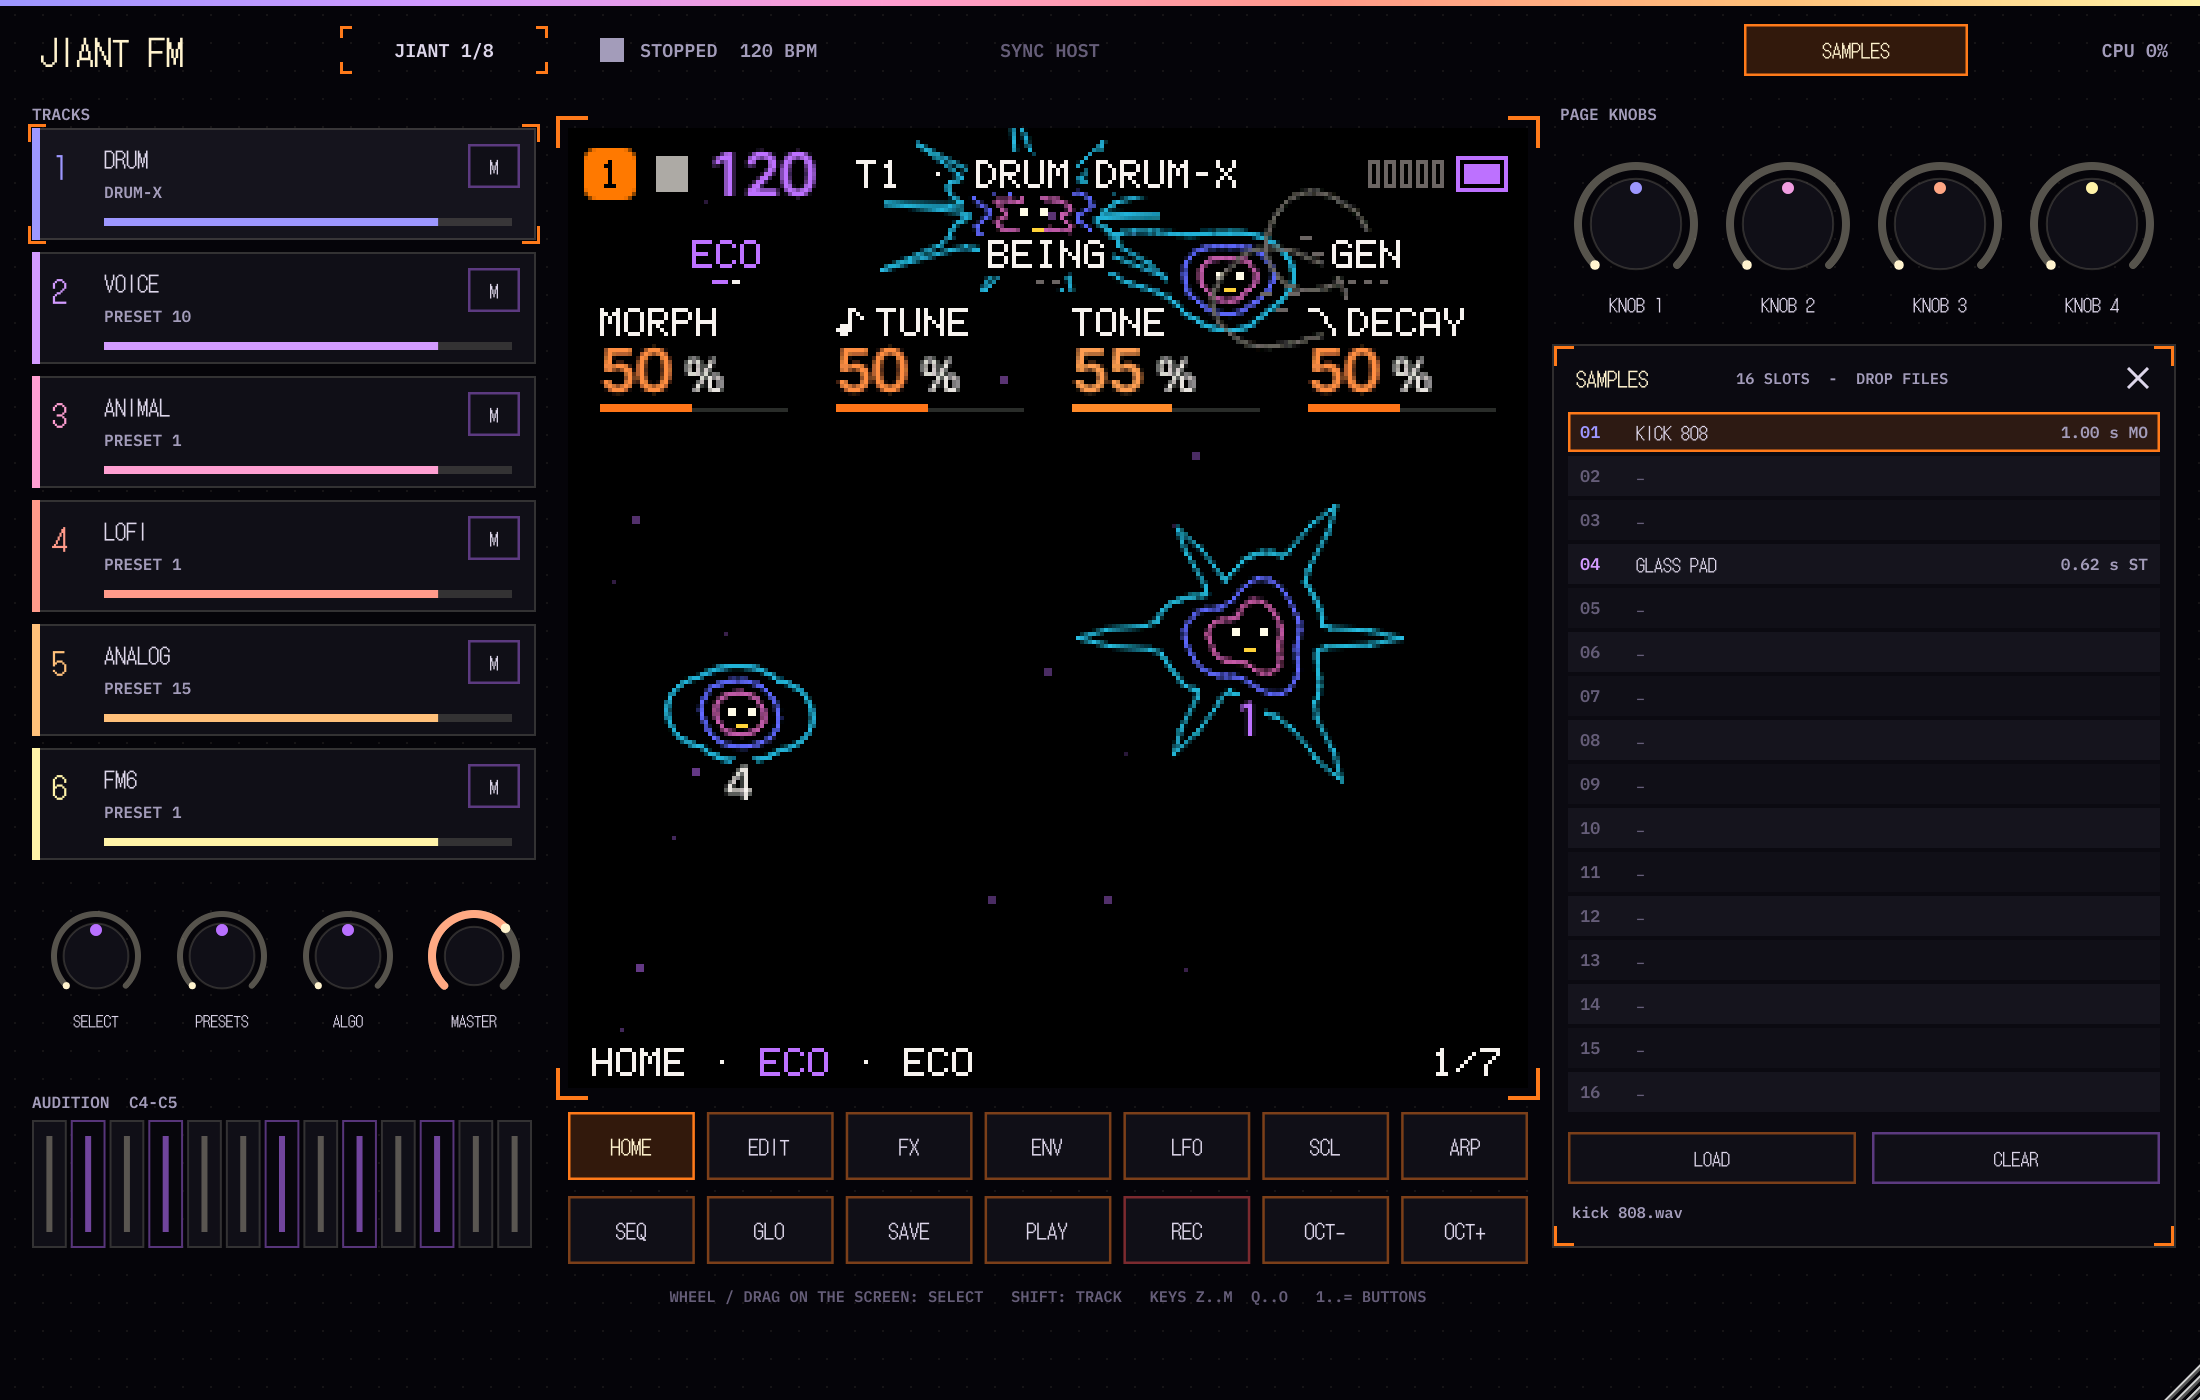 JIANT FM
JIANT 1/8
STOPPED 120 BPM
SYNC HOST
SAMPLES
CPU 0%
TRACKS
1 DRUM M
DRUM-X
2 VOICE M
PRESET 10
3 ANIMAL M
PRESET 1
4 LOFI M
PRESET 1
5 ANALOG M
PRESET 15
6 FM6 M
PRESET 1
SELECT PRESETS ALGO MASTER
AUDITION C4-C5
1 120 T1 · DRUM DRUM-X
ECO BEING GEN
MORPH ♪ TUNE TONE DECAY
50 % 50 % 55 % 50 %
1
4
HOME · ECO · ECO 1/7
HOME EDIT FX ENV LFO SCL ARP
SEQ GLO SAVE PLAY REC OCT- OCT+
WHEEL / DRAG ON THE SCREEN: SELECT SHIFT: TRACK KEYS Z..M Q..O 1..= BUTTONS
PAGE KNOBS
KNOB 1 KNOB 2 KNOB 3 KNOB 4
SAMPLES 16 SLOTS - DROP FILES
01 KICK 808 1.00 s MO
02 –
03 –
04 GLASS PAD 0.62 s ST
05 –
06 –
07 –
08 –
09 –
10 –
11 –
12 –
13 –
14 –
15 –
16 –
LOAD CLEAR
kick 808.wav